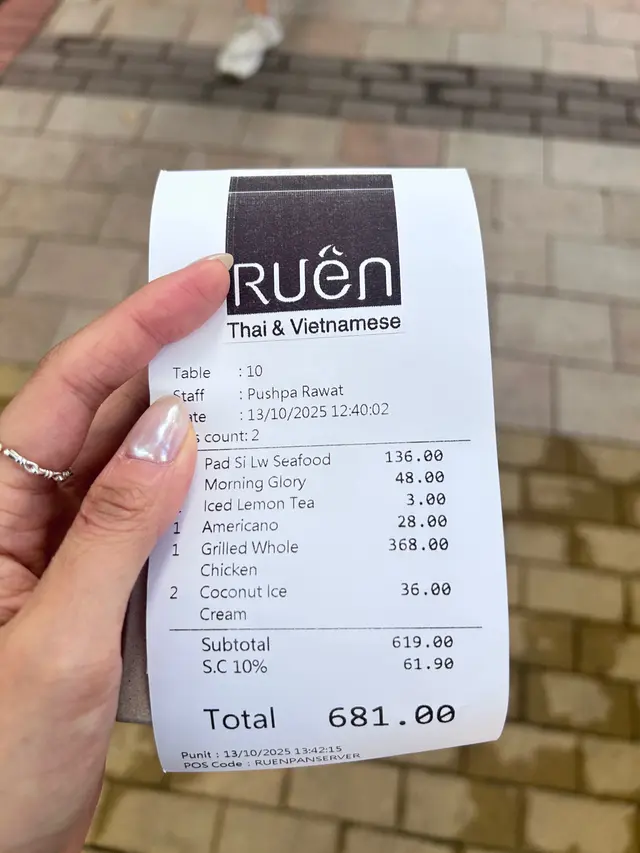 Ruên
Thai & Vietnamese
Table : 10
Staff : Pushpa Rawat
: 13/10/2025 12:40:02
count: 2
Pad Si Lw Seafood 136.00
Morning Glory 48.00
Iced Lemon Tea 3.00
1 Americano 28.00
1 Grilled Whole 368.00
Chicken
2 Coconut Ice 36.00
Cream
Subtotal 619.00
S.C 10% 61.90
Total 681.00
Punit : 13/10/2025 13:42:15
POS Code : RUENPANSERVER